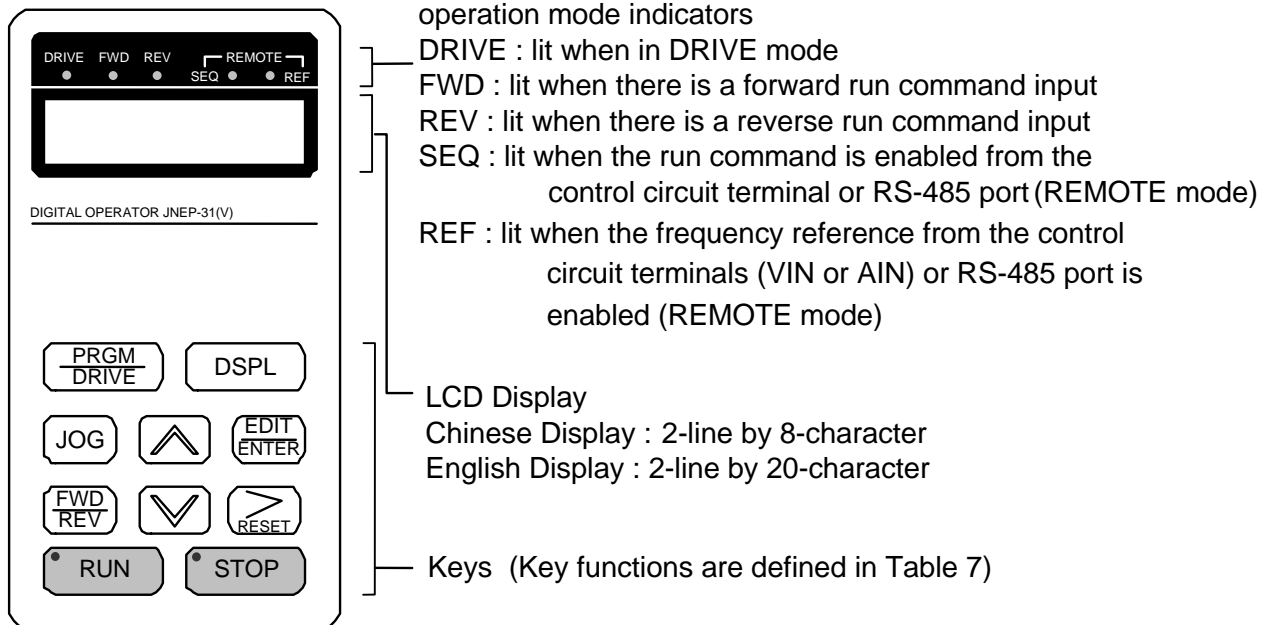 operation mode indicators
DRIVE : lit when in DRIVE mode
FWD : lit when there is a forward run command input
REV : lit when there is a reverse run command input
SEQ : lit when the run command is enabled from the
control circuit terminal or RS-485 port (REMOTE mode)
REF : lit when the frequency reference from the control
circuit terminals (VIN or AIN) or RS-485 port is
enabled (REMOTE mode)
DRIVE FWD REV REMOTE
SEQ REF
DIGITAL OPERATOR JNEP-31(V)
PRGM
DRIVE
DSPL
JOG
EDIT
ENTER
FWD
REV
RESET
RUN
STOP
LCD Display
Chinese Display : 2-line by 8-character
English Display : 2-line by 20-character
Keys (Key functions are defined in Table 7)